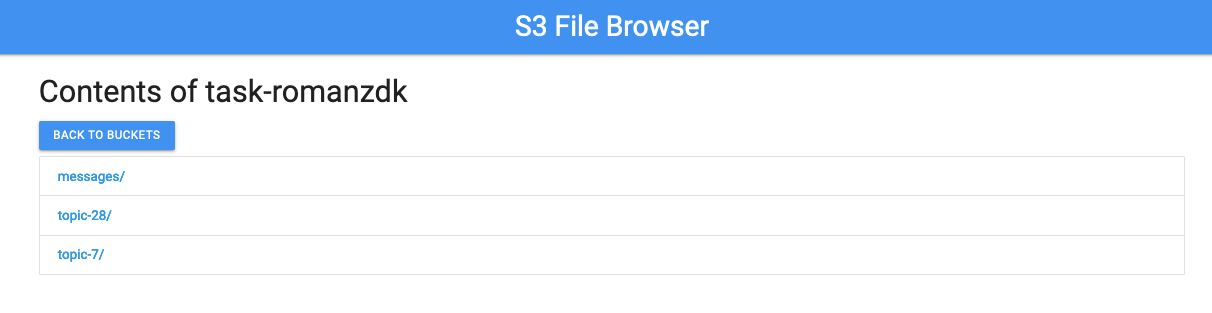 S3 File Browser
Contents of task-romanzdk
BACK TO BUCKETS
messages/
topic-28/
topic-7/